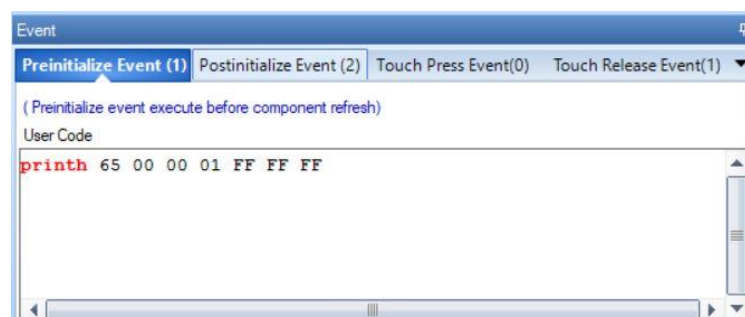 Event
Preinitialize Event (1) Postinitialize Event (2) Touch Press Event(0) Touch Release Event(1)
( Preinitialize event execute before component refresh)
User Code
printh 65 00 00 01 FF FF FF